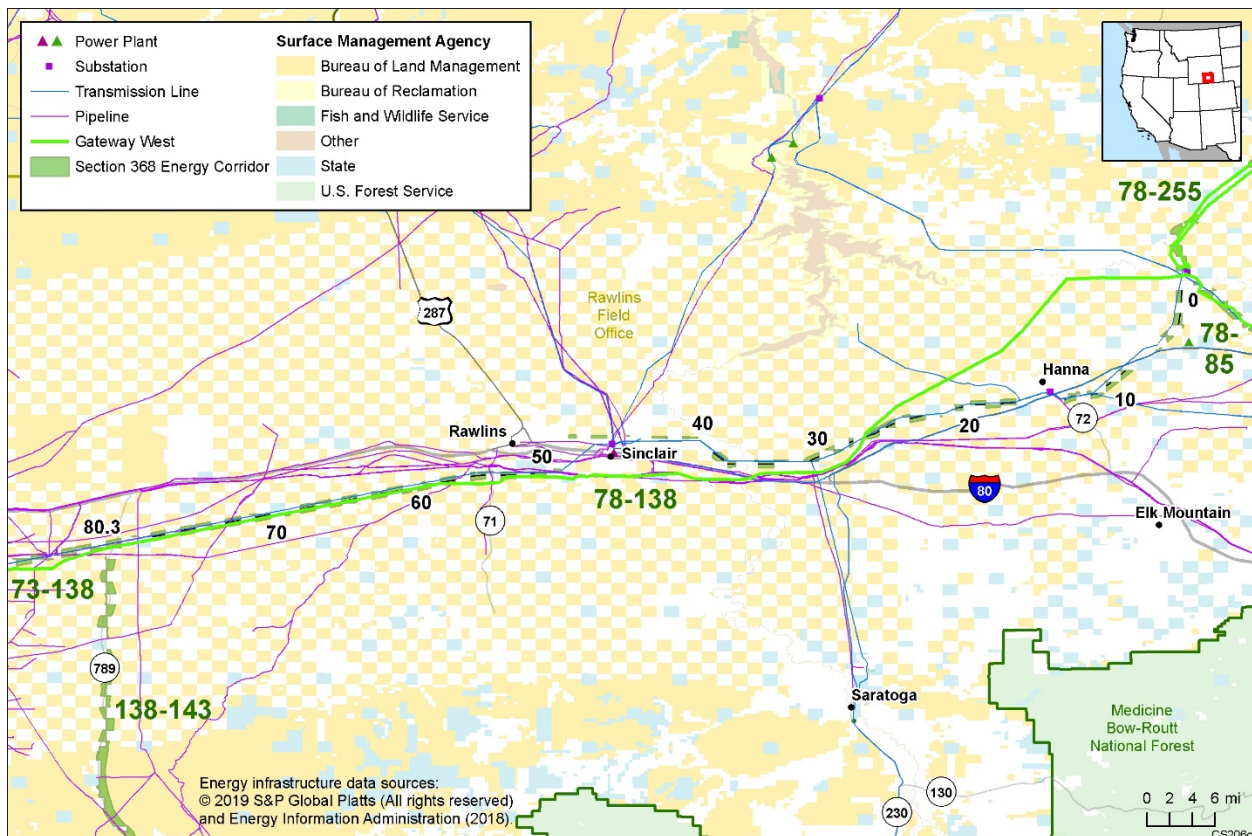 Power Plant
Substation
Transmission Line
Pipeline
Gateway West
Section 368 Energy Corridor
Surface Management Agency
Bureau of Land Management
Bureau of Reclamation
Fish and Wildlife Service
Other
State
U.S. Forest Service
78-255
287
Rawlins
Field
Office
0
78-
85
Hanna
10
72
20
30
40
Rawlins
50
Sinclair
60
78-138
80
71
Elk Mountain
70
80.3
73-138
789
138-143
Saratoga
Medicine
Bow-Routt
National Forest
Energy infrastructure data sources:
© 2019 S&P Global Platts (All rights reserved)
and Energy Information Administration (2018).
130
230
0 2 4 6 mi